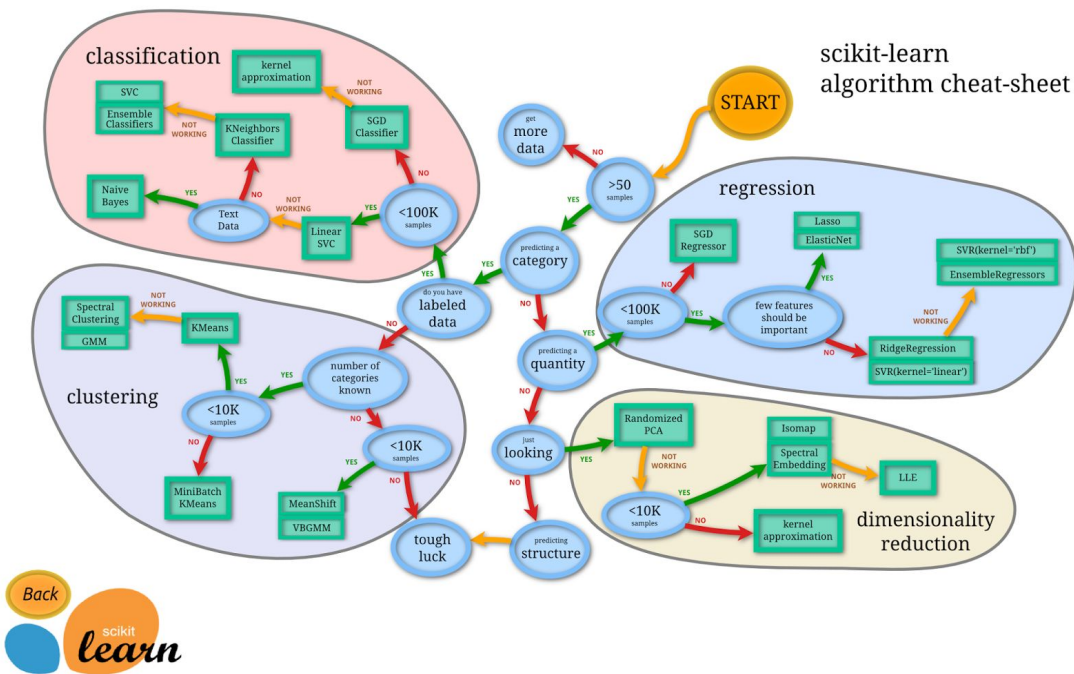 scikit-learn
algorithm cheat-sheet
START
classification
kernel
approximation
NOT
WORKING
SVC
Ensemble
Classifiers
NOT
WORKING
KNeighbors
Classifier
SGD
Classifier
NO
Naive
Bayes
YES
Text
Data
NO
NOT
WORKING
Linear
SVC
YES
<100K
samples
YES
get
more
data
NO
>50
samples
YES
predicting a
category
YES
NO
do you have
labeled
data
NO
predicting a
quantity
YES
NO
just
looking
YES
NO
predicting
structure
tough
luck
regression
SGD
Regressor
NO
<100K
samples
YES
Lasso
ElasticNet
YES
few features
should be
important
NO
SVR(kernel='rbf')
EnsembleRegressors
NOT
WORKING
RidgeRegression
SVR(kernel='linear')
clustering
Spectral
Clustering
GMM
NOT
WORKING
KMeans
YES
<10K
samples
YES
number of
categories
known
NO
NO
MiniBatch
KMeans
<10K
samples
YES
NO
MeanShift
VBGMM
Randomized
PCA
NOT
WORKING
<10K
samples
YES
NO
Isomap
Spectral
Embedding
NOT
WORKING
LLE
kernel
approximation
dimensionality
reduction
Back
scikit
learn